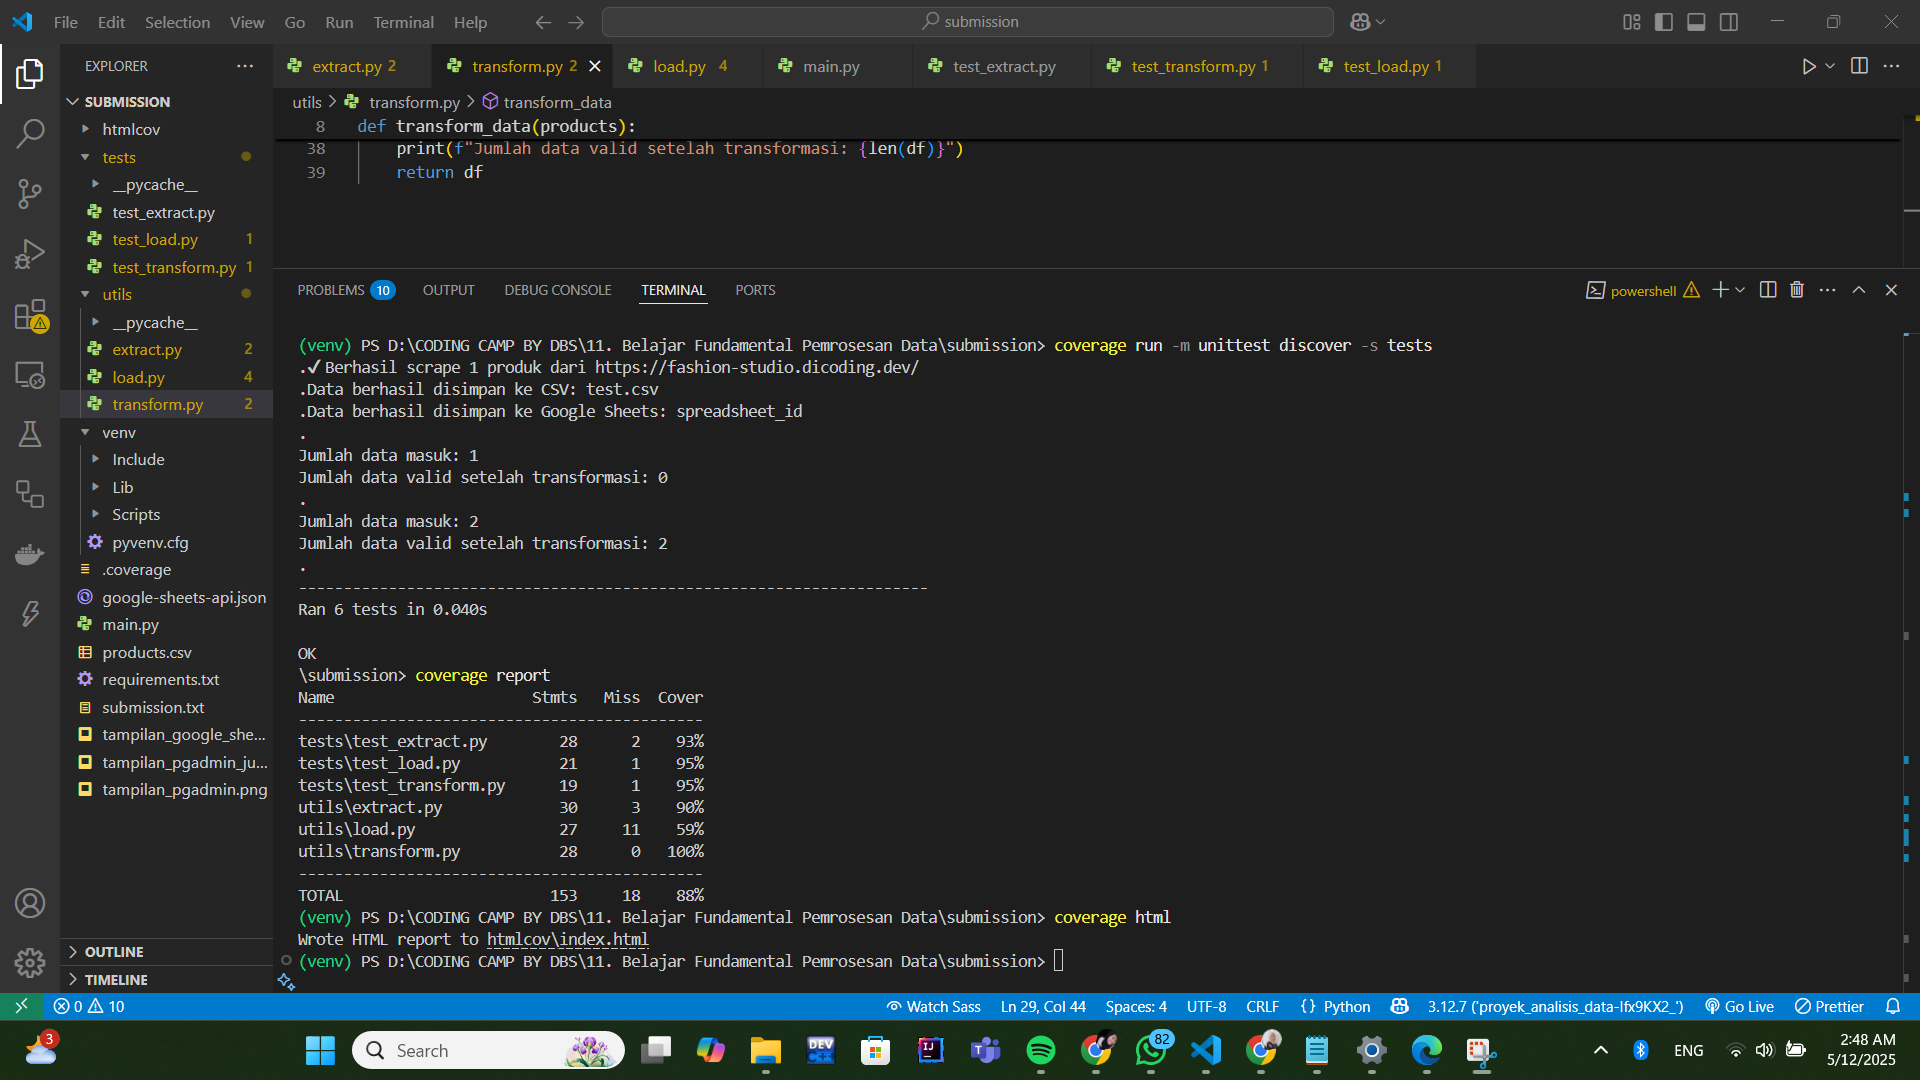 File Edit Selection View Go Run Terminal Help
submission
EXPLORER
extract.py 2
transform.py 2
load.py 4
main.py
test_extract.py
test_transform.py 1
test_load.py 1
SUBMISSION
htmlcov
tests
__pycache__
test_extract.py
test_load.py 1
test_transform.py 1
utils
__pycache__
extract.py 2
load.py 4
transform.py 2
venv
Include
Lib
Scripts
pyvenv.cfg
.coverage
google-sheets-api.json
main.py
products.csv
requirements.txt
submission.txt
tampilan_google_she...
tampilan_pgadmin_ju...
tampilan_pgadmin.png
OUTLINE
TIMELINE
utils > transform.py > transform_data
8 def transform_data(products):
38 print(f"Jumlah data valid setelah transformasi: {len(df)}")
39 return df
PROBLEMS 10 OUTPUT DEBUG CONSOLE TERMINAL PORTS
powershell
(venv) PS D:\CODING CAMP BY DBS\11. Belajar Fundamental Pemrosesan Data\submission> coverage run -m unittest discover -s tests
.✓Berhasil scrape 1 produk dari https://fashion-studio.dicoding.dev/
.Data berhasil disimpan ke CSV: test.csv
.Data berhasil disimpan ke Google Sheets: spreadsheet_id
.
Jumlah data masuk: 1
Jumlah data valid setelah transformasi: 0
.
Jumlah data masuk: 2
Jumlah data valid setelah transformasi: 2
.
----------------------------------------------------------------------
Ran 6 tests in 0.040s
OK
\submission> coverage report
Name Stmts Miss Cover
---------------------------------------------
tests\test_extract.py 28 2 93%
tests\test_load.py 21 1 95%
tests\test_transform.py 19 1 95%
utils\extract.py 30 3 90%
utils\load.py 27 11 59%
utils\transform.py 28 0 100%
---------------------------------------------
TOTAL 153 18 88%
(venv) PS D:\CODING CAMP BY DBS\11. Belajar Fundamental Pemrosesan Data\submission> coverage html
Wrote HTML report to htmlcov\index.html
(venv) PS D:\CODING CAMP BY DBS\11. Belajar Fundamental Pemrosesan Data\submission>
0 10
Watch Sass Ln 29, Col 44 Spaces: 4 UTF-8 CRLF {} Python 3.12.7 ('proyek_analisis_data-Ifx9KX2_') Go Live Prettier
3
Search
DEV
IJ
82
ENG
2:48 AM
5/12/2025